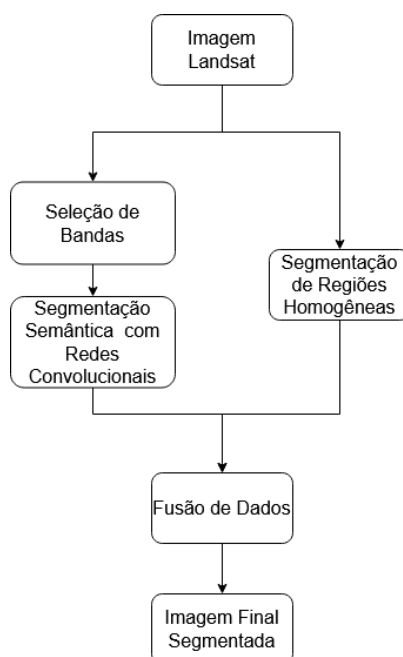 Imagem
Landsat
Seleção de
Bandas
Segmentação
de Regiões
Homogêneas
Segmentação
Semântica com
Redes
Convolucionais
Fusão de Dados
Imagem Final
Segmentada